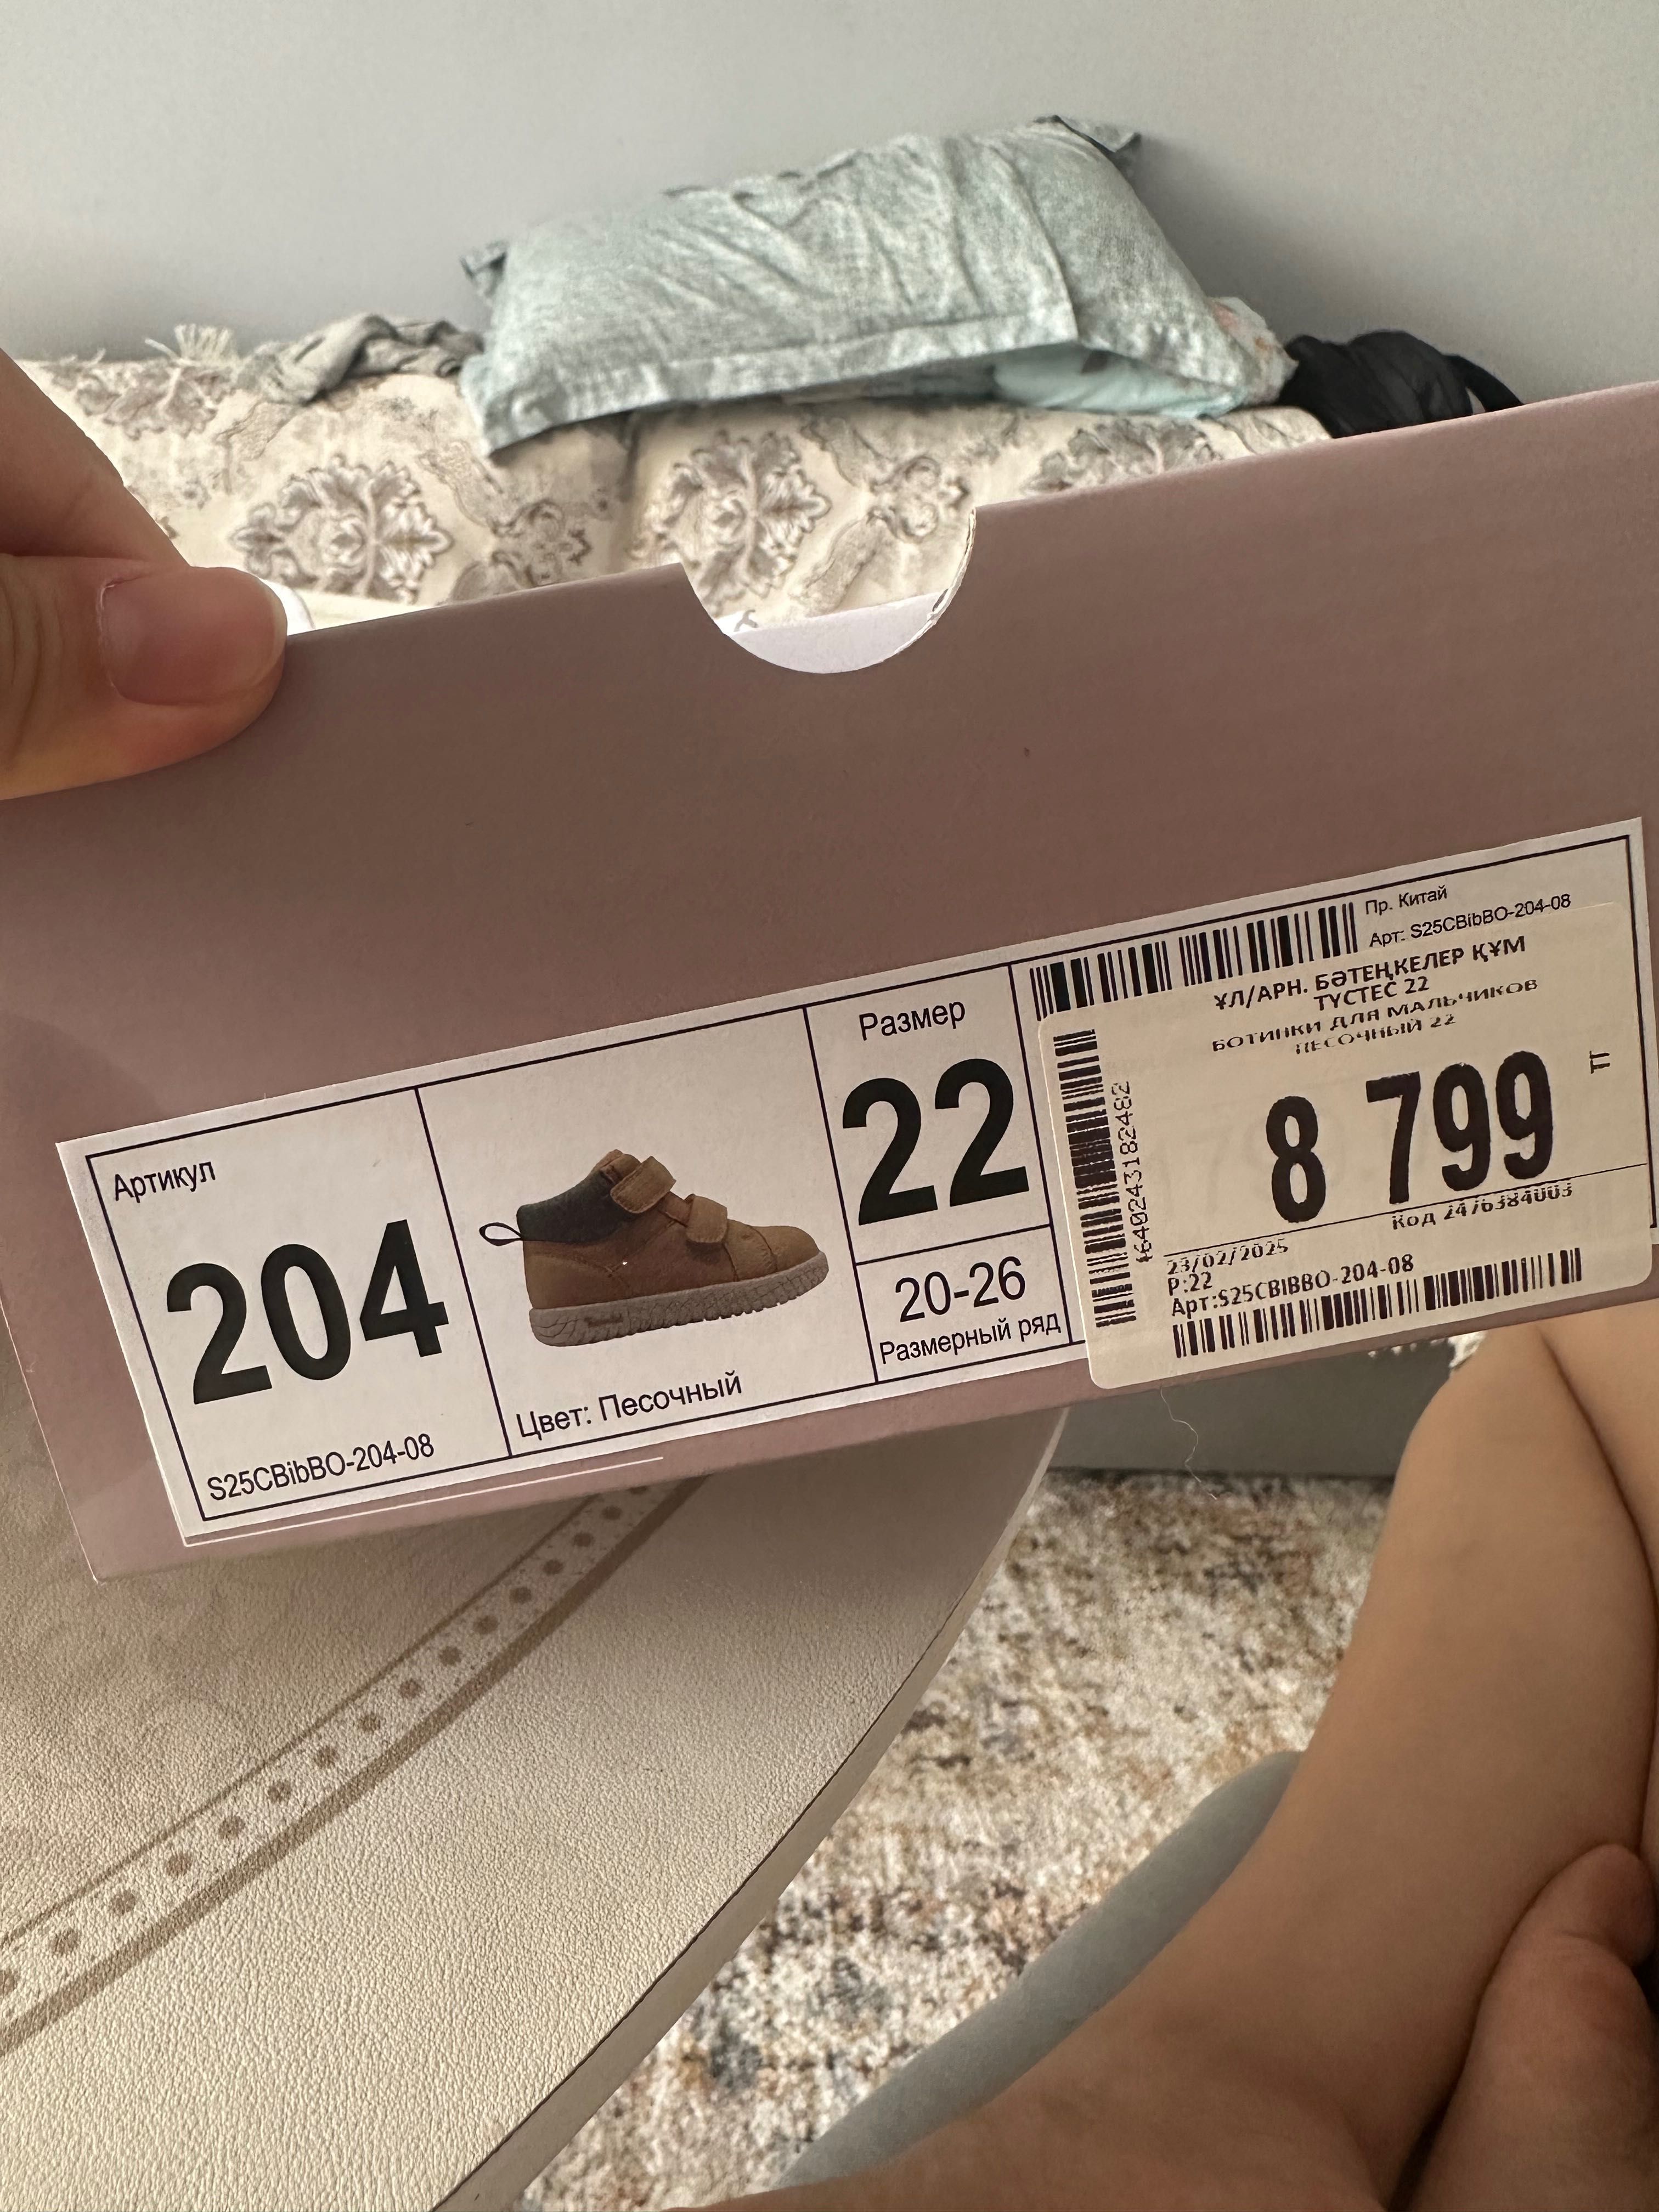 Артикул
204
S25CBibBO-204-08
Цвет: Песочный
Размер
22
20-26
Размерный ряд
Пр. Китай
Арт: S25CBibBO-204-08
ҰЛ/АРН. БӘТЕҢКЕЛЕР ҚҰМ
ТҮСТЕС 22
БОТИНКИ ДЛЯ МАЛЬЧИКОВ
ПЕСОЧНЫЙ 22
8 799
ТГ
Код 2476384003
23/02/2025
Р:22
Арт:S25CBIBBO-204-08
4640243182482